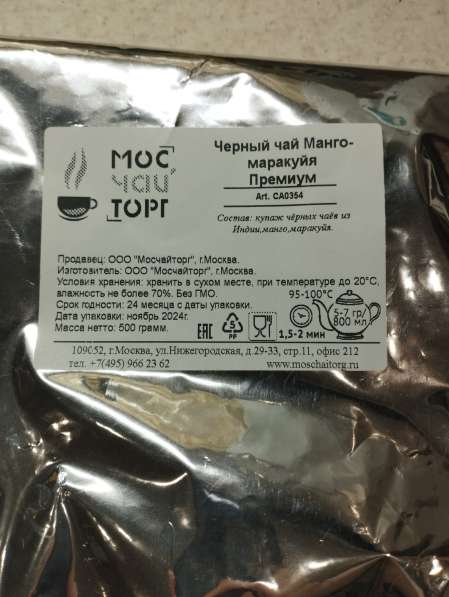 МОС
ЧАЙ
ТОРГ
Черный чай Манго-
маракуйя
Премиум
Art. СА0354
Состав: купаж чёрных чаёв из
Индии,манго,маракуйя.
Продавец: ООО "Мосчайторг", г.Москва.
Изготовитель: ООО "Мосчайторг", г.Москва.
Условия хранения: хранить в сухом месте, при температуре до 20°С,
влажность не более 70%. Без ГМО.
Срок годности: 24 месяца с даты упаковки.
Дата упаковки: ноябрь 2024г.
Масса нетто: 500 грамм.
EAC
5
PP
95-100°С
1,5-2 мин
5-7 гр/
800 мл
109052, г.Москва, ул.Нижегородская, д.29-33, стр.11, офис 212
тел. +7(495) 966 23 62
www.moschaitorg.ru